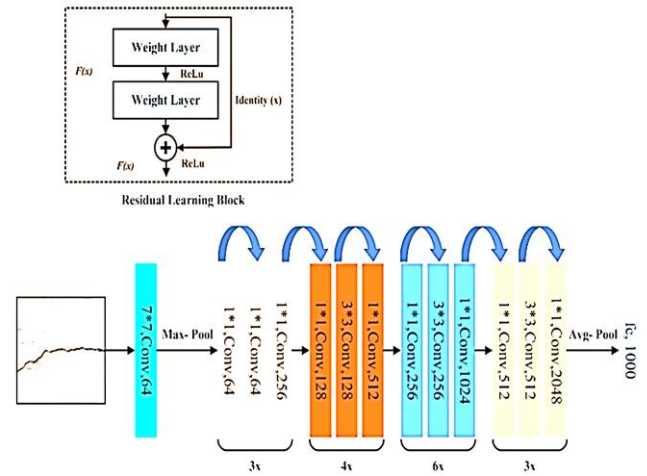 Weight Layer
F(x)
ReLu
Weight Layer
Identity (x)
+
F(x)
ReLu
Residual Learning Block
7*7,Conv,64
Max- Pool
1*1,Conv,64
1*1,Conv,64
1*1,Conv,256
1*1,Conv,128
3*3,Conv,128
1*1,Conv,512
1*1,Conv,256
3*3,Conv,256
1*1,Conv,1024
1*1,Conv,512
3*3,Conv,512
1*1,Conv,2048
Avg- Pool
fc, 1000
3x
4x
6x
3x